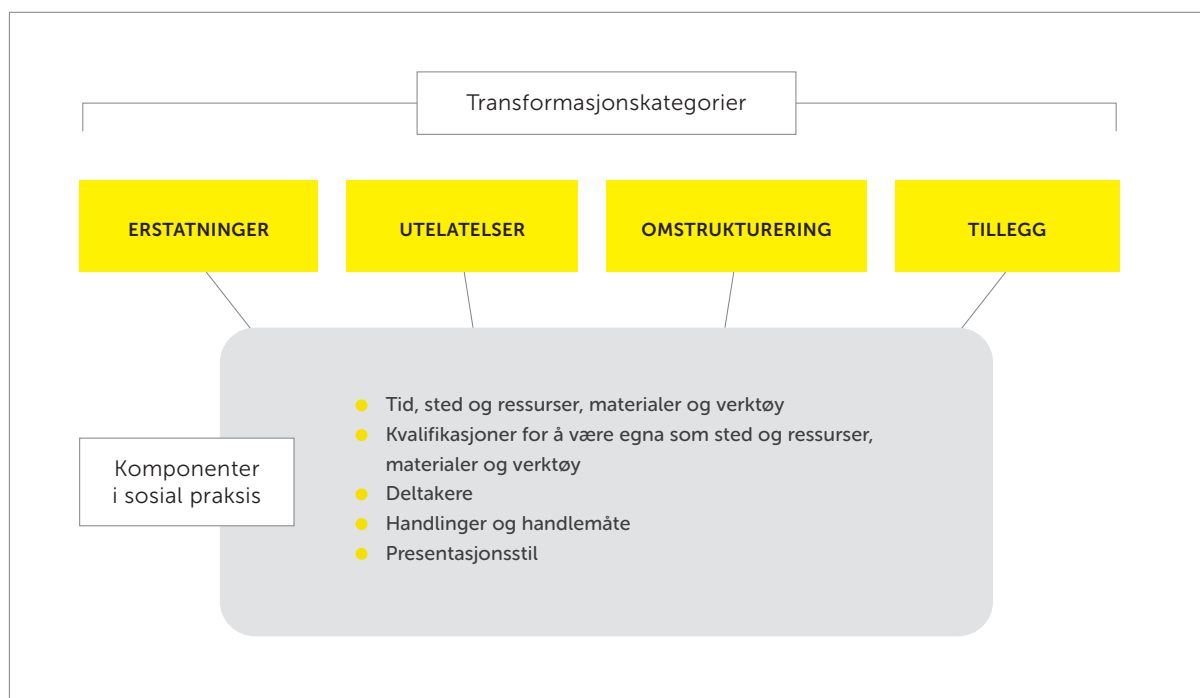 Transformasjonskategorier
ERSTATNINGER
UTELATELSER
OMSTRUKTURERING
TILLEGG
Tid, sted og ressurser, materialer og verktøy
Kvalifikasjoner for å være egna som sted og ressurser,
materialer og verktøy
Deltakere
Handlinger og handlemåte
Presentasjonsstil
Komponenter
i sosial praksis